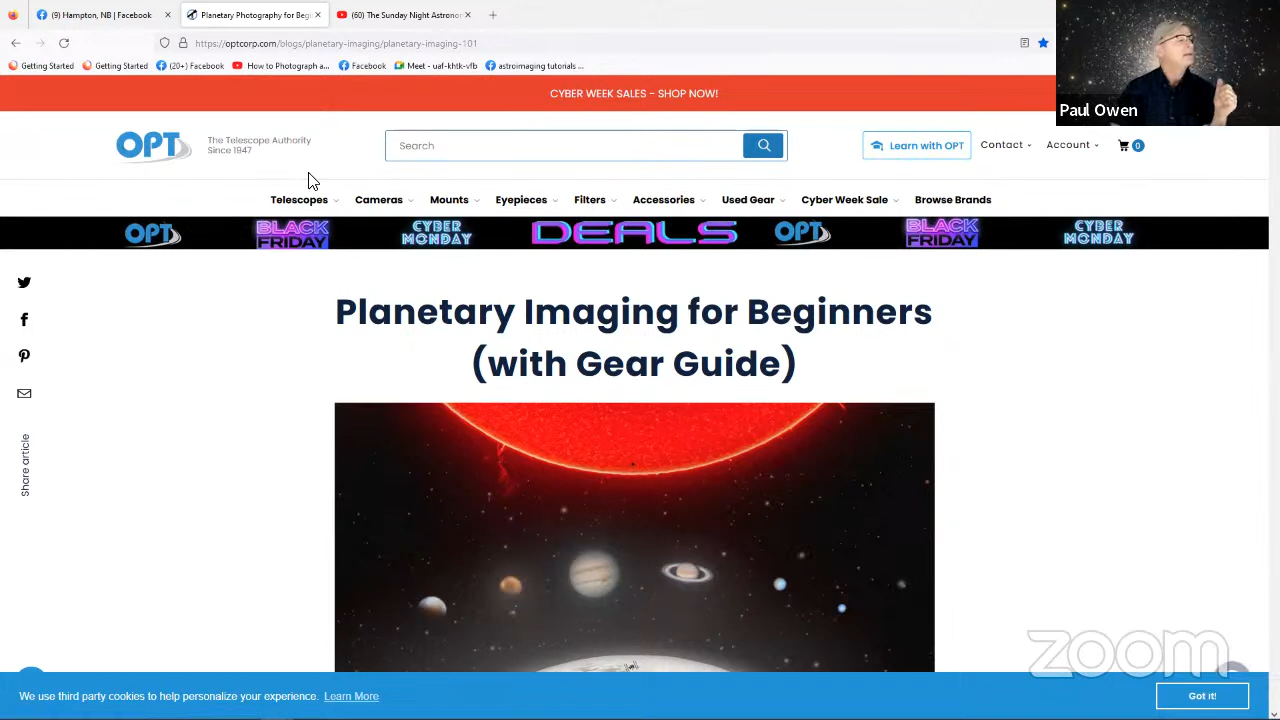 (9) Hampton, NB | Facebook
Planetary Photography for Begi
(60) The Sunday Night Astrono
https://optcorp.com/blogs/planetary-imaging/planetary-imaging-101
Getting Started
Getting Started
(20+) Facebook
How to Photograph a...
Facebook
Meet - uaf-khtk-vfb
astroimaging tutorials ...
Paul Owen
CYBER WEEK SALES - SHOP NOW!
OPT
The Telescope Authority
Since 1947
Search
Learn with OPT
Contact
Account
0
Telescopes
Cameras
Mounts
Eyepieces
Filters
Accessories
Used Gear
Cyber Week Sale
Browse Brands
OPT
BLACK
FRIDAY
CYBER
MONDAY
DEALS
OPT
BLACK
FRIDAY
CYBER
MONDAY
Planetary Imaging for Beginners
(with Gear Guide)
Share article
zoom
We use third party cookies to help personalize your experience. Learn More
Got it!